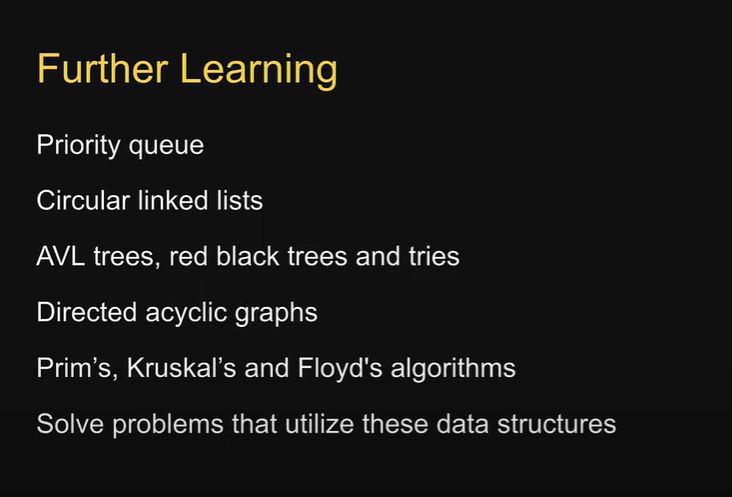 Further Learning
Priority queue
Circular linked lists
AVL trees, red black trees and tries
Directed acyclic graphs
Prim’s, Kruskal’s and Floyd's algorithms
Solve problems that utilize these data structures